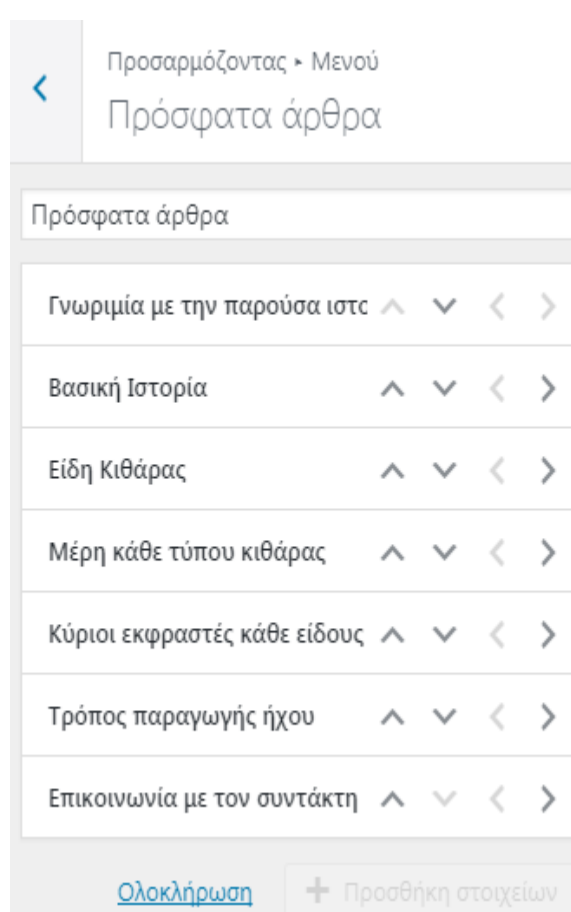 Προσαρμόζοντας ▸ Μενού
Πρόσφατα άρθρα
Πρόσφατα άρθρα
Γνωριμία με την παρούσα ιστο
Βασική Ιστορία
Είδη Κιθάρας
Μέρη κάθε τύπου κιθάρας
Κύριοι εκφραστές κάθε είδους
Τρόπος παραγωγής ήχου
Επικοινωνία με τον συντάκτη
Ολοκλήρωση + Προσθήκη στοιχείων